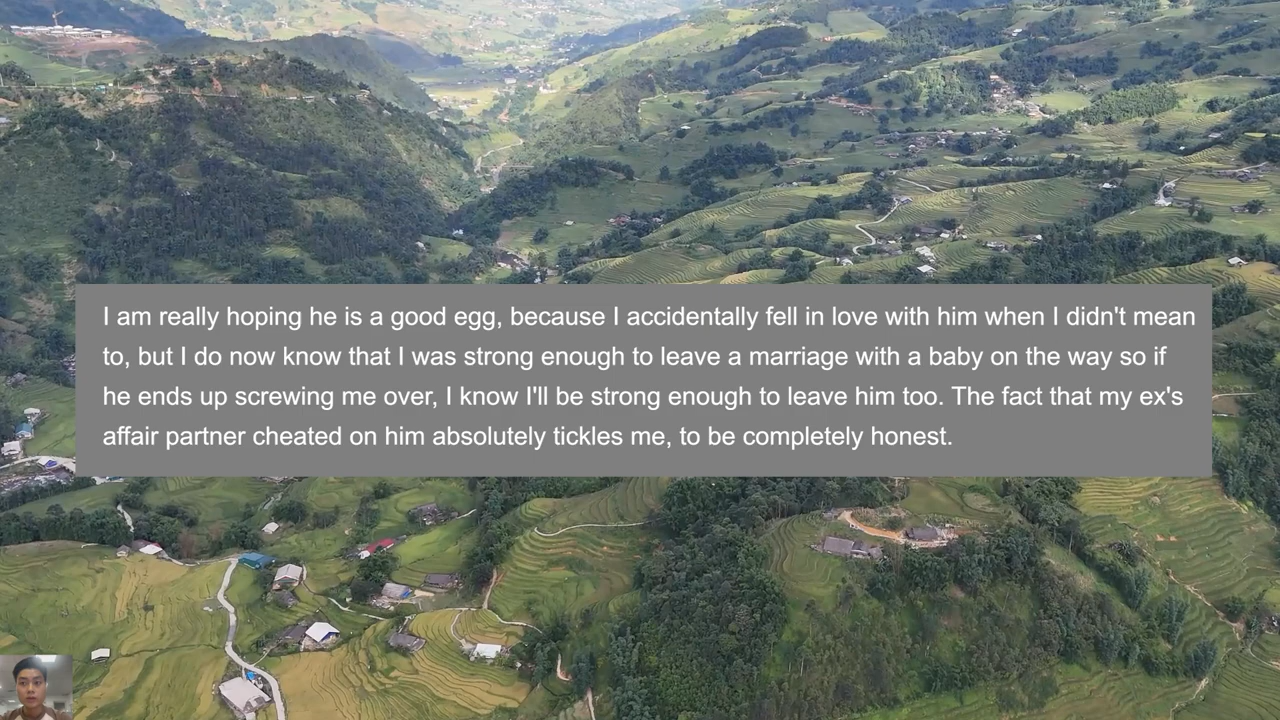 I am really hoping he is a good egg, because I accidentally fell in love with him when I didn't mean
to, but I do now know that I was strong enough to leave a marriage with a baby on the way so if
he ends up screwing me over, I know I'll be strong enough to leave him too. The fact that my ex's
affair partner cheated on him absolutely tickles me, to be completely honest.